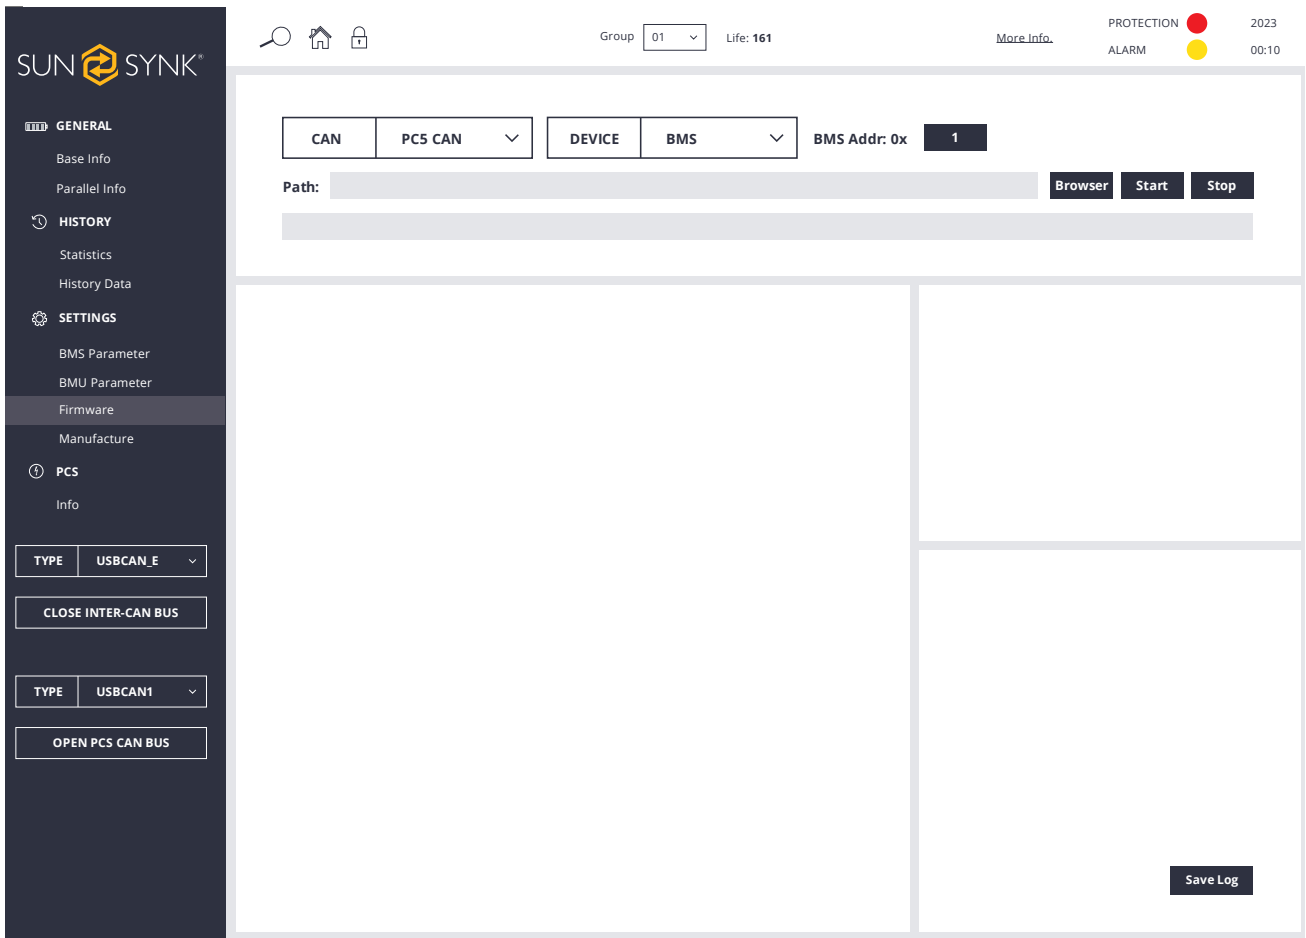 SUN SYNK®
GENERAL
Base Info
Parallel Info
HISTORY
Statistics
History Data
SETTINGS
BMS Parameter
BMU Parameter
Firmware
Manufacture
PCS
Info
TYPE USBCAN_E
CLOSE INTER-CAN BUS
TYPE USBCAN1
OPEN PCS CAN BUS
Group 01 Life: 161 More Info.
PROTECTION 2023
ALARM 00:10
CAN PC5 CAN DEVICE BMS BMS Addr: 0x 1
Path: Browser Start Stop
Save Log